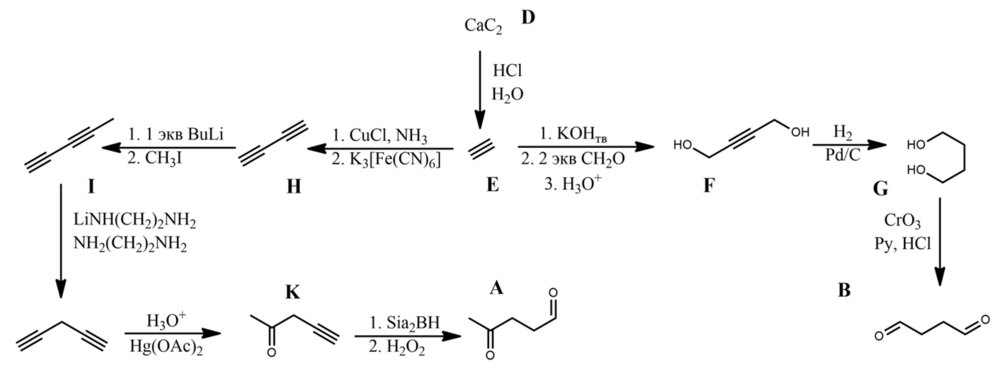 CaC₂ D
HCl
H₂O
1. 1 экв BuLi
2. CH₃I
1. CuCl, NH₃
2. K₃[Fe(CN)₆]
1. KOHтв
2. 2 экв CH₂O
3. H₃O⁺
HO
OH
H₂
Pd/C
HO
HO
I
H
E
F
G
LiNH(CH₂)₂NH₂
NH₂(CH₂)₂NH₂
CrO₃
Py, HCl
H₃O⁺
Hg(OAc)₂
K
O
1. Sia₂BH
2. H₂O₂
A
O
O
B
O
O